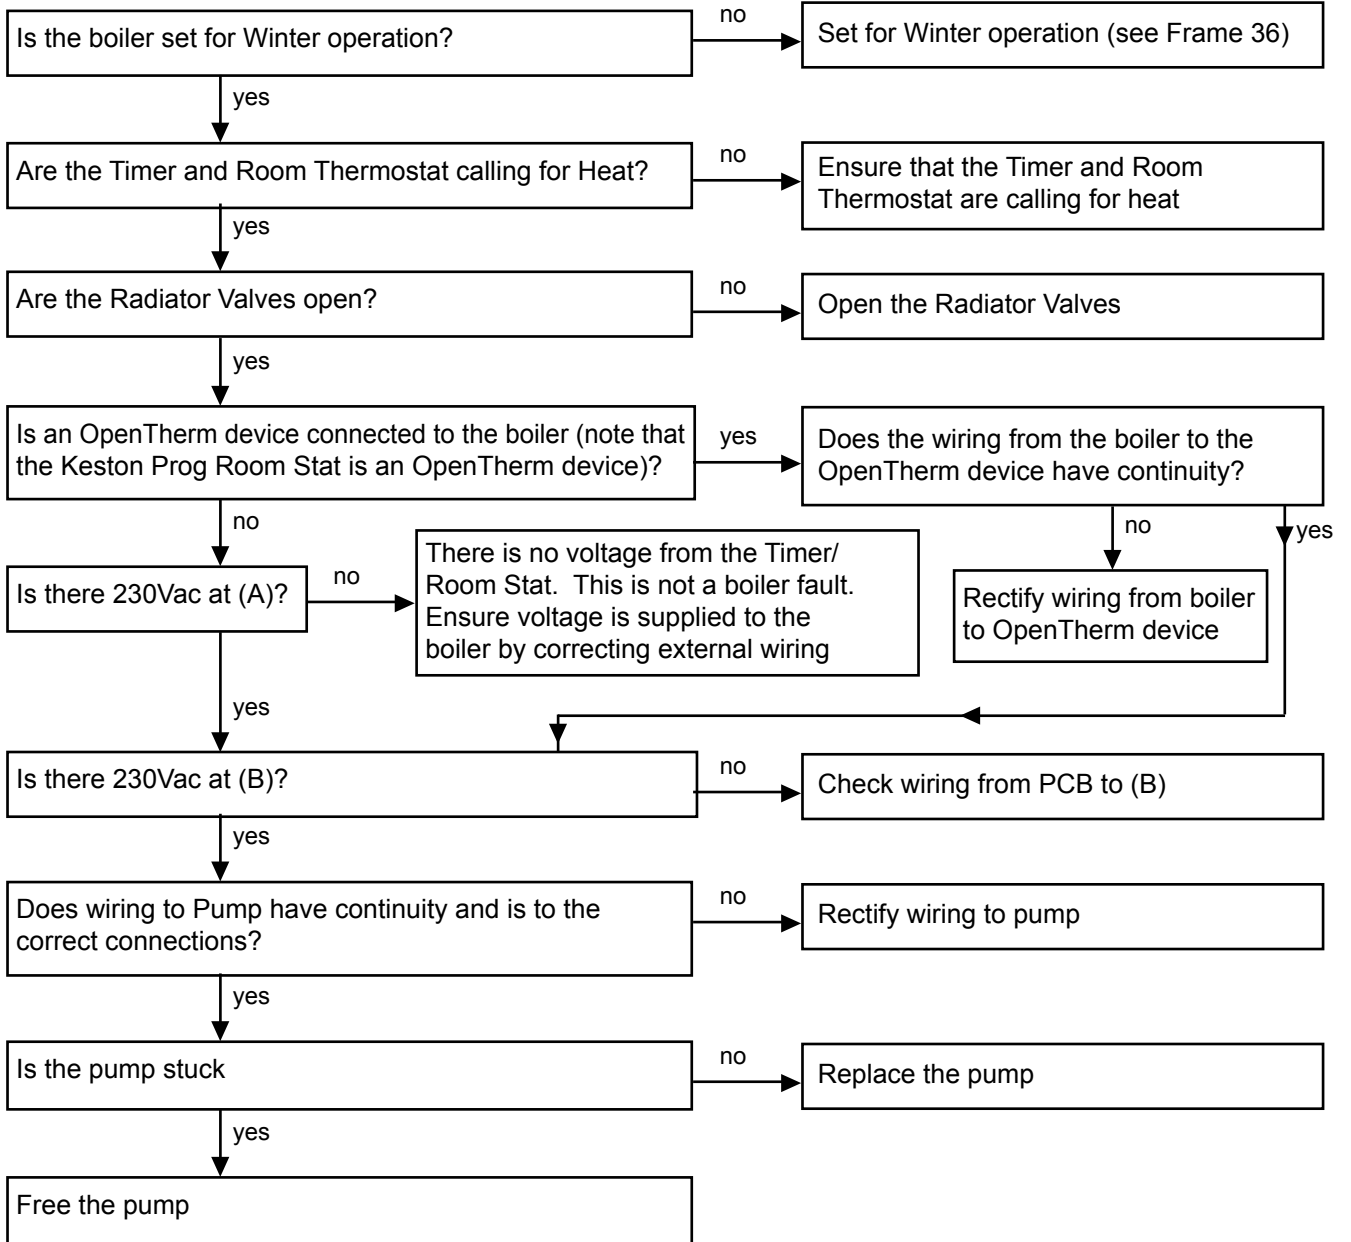 Is the boiler set for Winter operation?
no
Set for Winter operation (see Frame 36)
yes
Are the Timer and Room Thermostat calling for Heat?
no
Ensure that the Timer and Room
Thermostat are calling for heat
yes
Are the Radiator Valves open?
no
Open the Radiator Valves
yes
Is an OpenTherm device connected to the boiler (note that
the Keston Prog Room Stat is an OpenTherm device)?
yes
Does the wiring from the boiler to the
OpenTherm device have continuity?
no
no
yes
Is there 230Vac at (A)?
no
There is no voltage from the Timer/
Room Stat.  This is not a boiler fault.
Ensure voltage is supplied to the
boiler by correcting external wiring
Rectify wiring from boiler
to OpenTherm device
yes
Is there 230Vac at (B)?
no
Check wiring from PCB to (B)
yes
Does wiring to Pump have continuity and is to the
correct connections?
no
Rectify wiring to pump
yes
Is the pump stuck
no
Replace the pump
yes
Free the pump